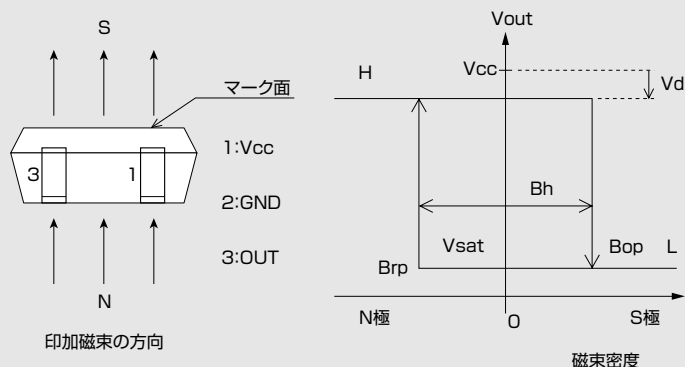 S
マーク面
3
1
1:Vcc
2:GND
3:OUT
N
印加磁束の方向
Vout
Vcc
H
Vd
Bh
Vsat
Bop
L
Brp
N極
0
S極
磁束密度